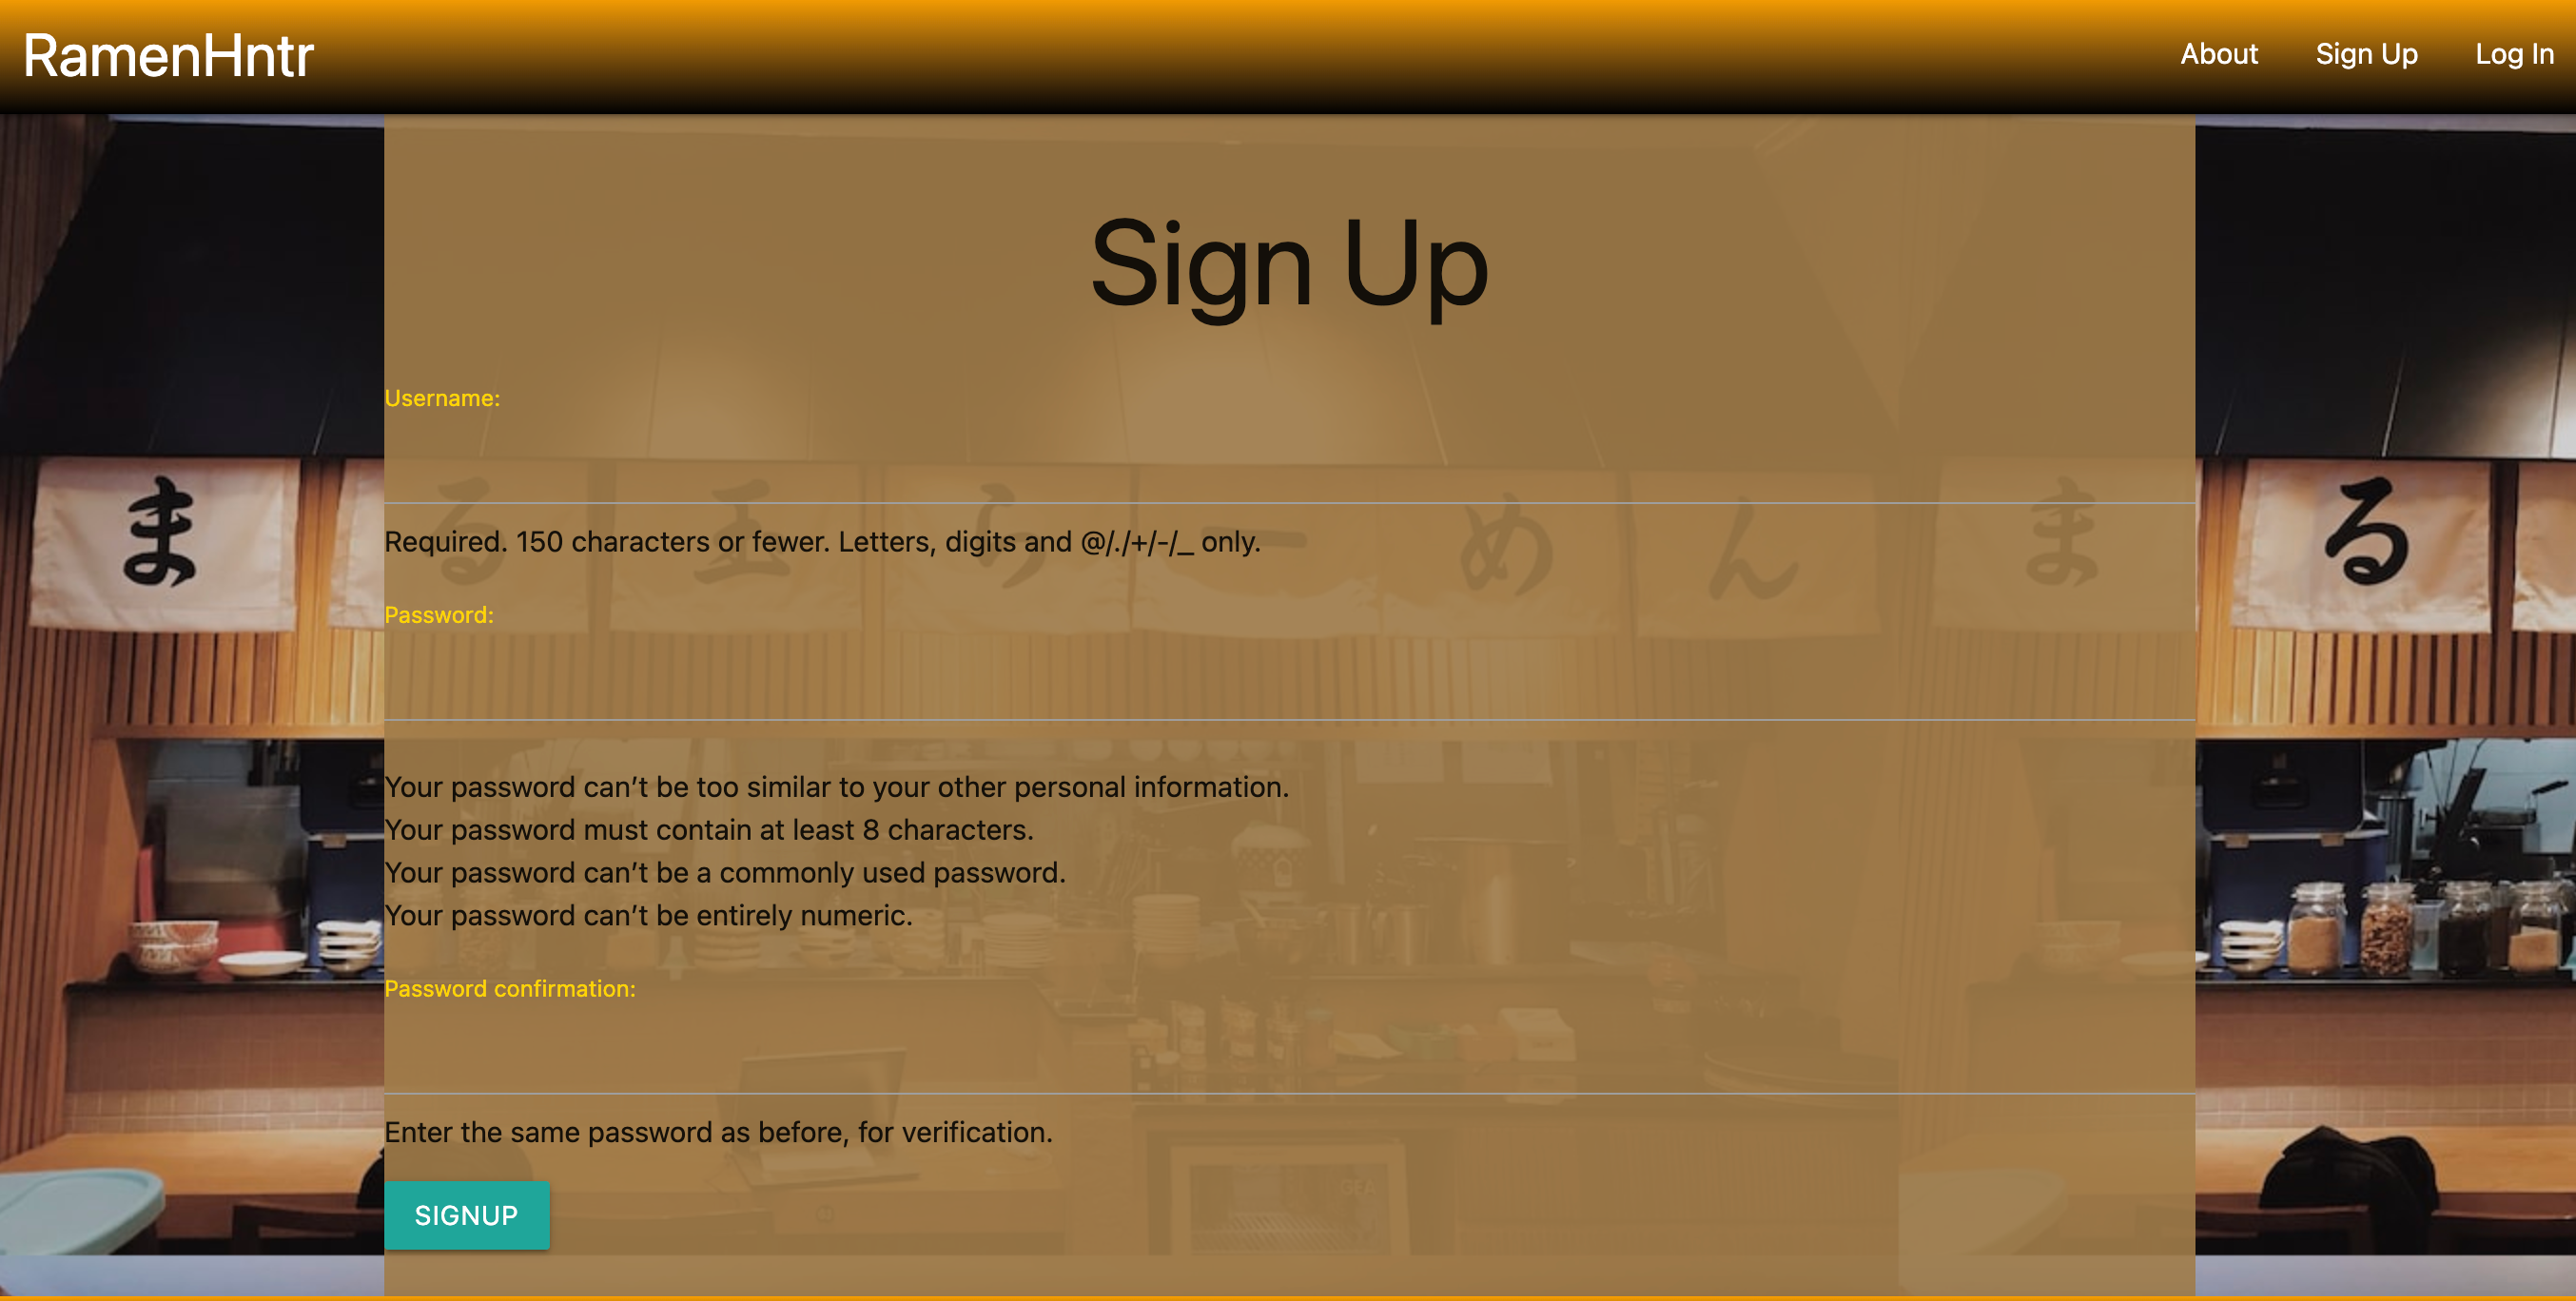 RamenHntr
About Sign Up Log In
Sign Up
Username:
ま る 玉 ら ー め ん ま る
Required. 150 characters or fewer. Letters, digits and @/./+/-/_ only.
Password:
Your password can’t be too similar to your other personal information.
Your password must contain at least 8 characters.
Your password can’t be a commonly used password.
Your password can’t be entirely numeric.
Password confirmation:
Enter the same password as before, for verification.
SIGNUP